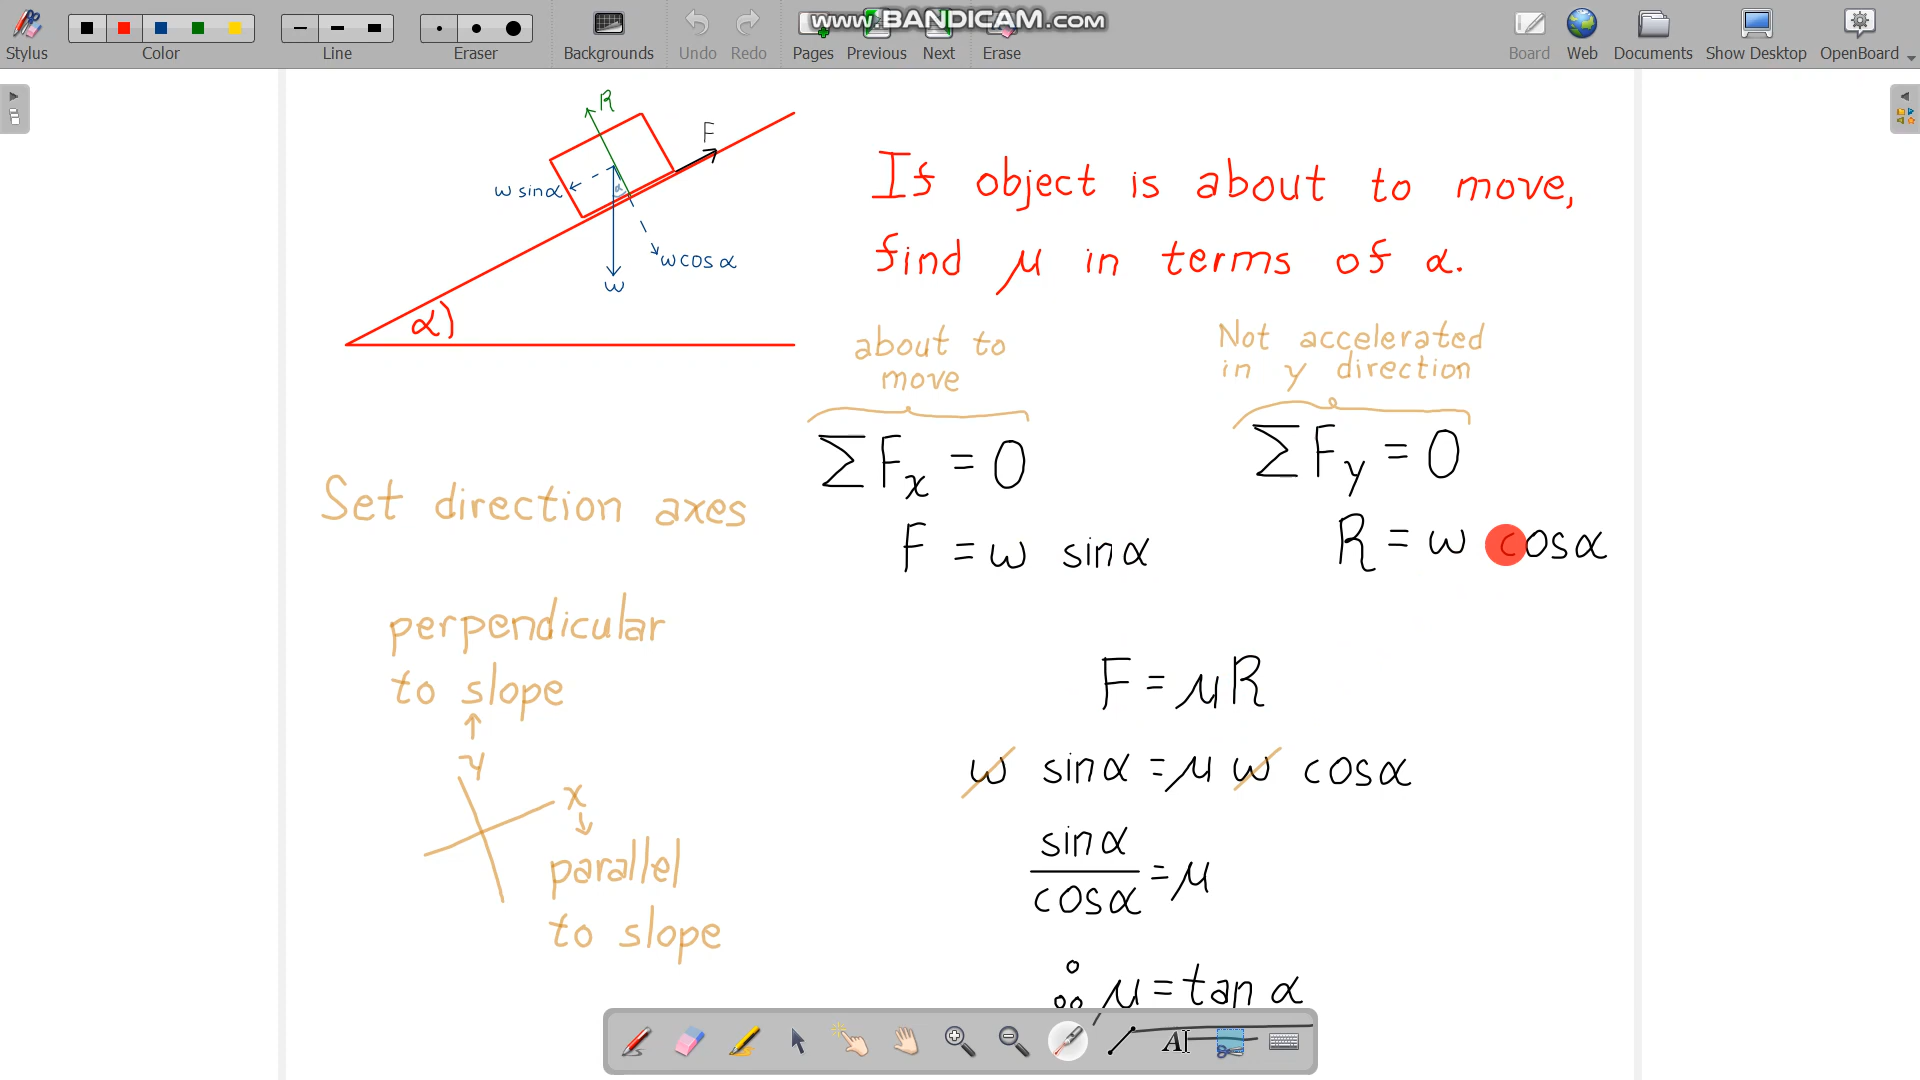 www.BANDICAM.com
Stylus
Color
Line
Eraser
Backgrounds
Undo
Redo
Pages
Previous
Next
Erase
Board
Web
Documents
Show Desktop
OpenBoard
R
F
w sinα
α
w cosα
w
α
If object is about to move,
find μ in terms of α.
about to
move
Not accelerated
in y direction
ΣFx = 0
ΣFy = 0
F = w sinα
R = w cosα
Set direction axes
perpendicular
to slope
y
x
parallel
to slope
F = μR
w sinα = μ w cosα
sinα
cosα
= μ
∴ μ = tan α
A